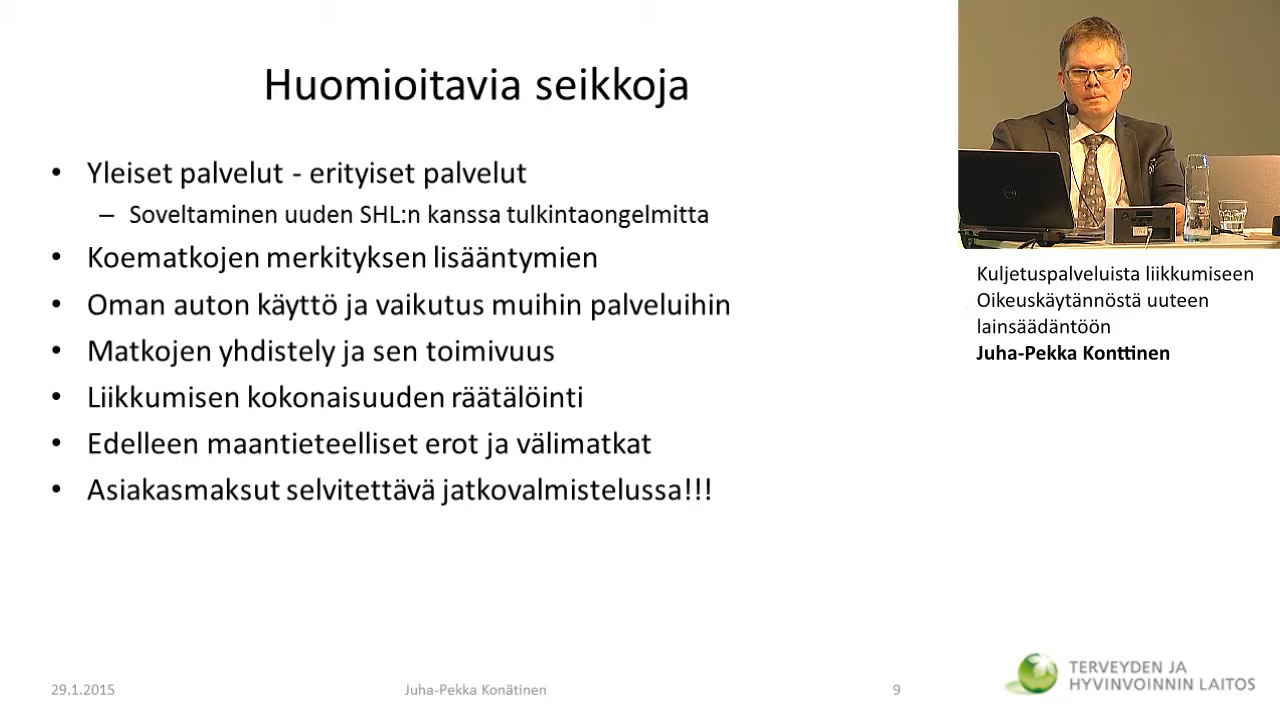 Huomioitavia seikkoja
• Yleiset palvelut - erityiset palvelut
– Soveltaminen uuden SHL:n kanssa tulkintaongelmitta
• Koematkojen merkityksen lisääntymien
• Oman auton käyttö ja vaikutus muihin palveluihin
• Matkojen yhdistely ja sen toimivuus
• Liikkumisen kokonaisuuden räätälöinti
• Edelleen maantieteelliset erot ja välimatkat
• Asiakasmaksut selvitettävä jatkovalmistelussa!!!
Kuljetuspalveluista liikkumiseen
Oikeuskäytännöstä uuteen
lainsäädäntöön
Juha-Pekka Konttinen
29.1.2015
Juha-Pekka Konätinen
9
TERVEYDEN JA
HYVINVOINNIN LAITOS